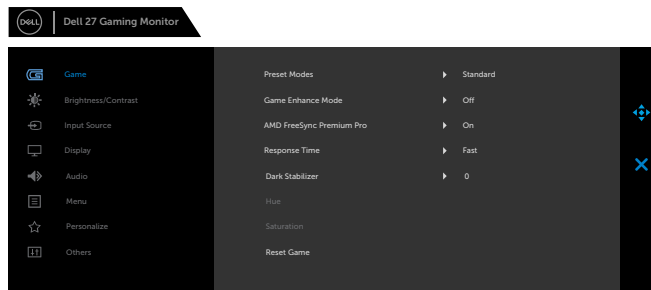 DELL
Dell 27 Gaming Monitor
Game
Preset Modes
Standard
Brightness/Contrast
Game Enhance Mode
Off
Input Source
AMD FreeSync Premium Pro
On
Display
Response Time
Fast
Audio
Dark Stabilizer
0
Menu
Hue
Personalize
Saturation
Others
Reset Game